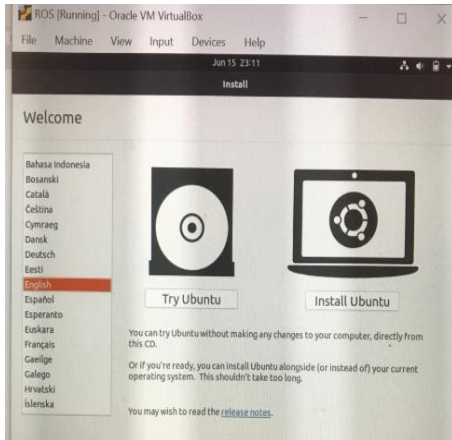 ROS [Running] - Oracle VM VirtualBox
File Machine View Input Devices Help
Jun 15 23:11
Install
Welcome
Bahasa Indonesia
Bosanski
Català
Čeština
Cymraeg
Dansk
Deutsch
Eesti
English
Español
Esperanto
Euskara
Français
Gaeilge
Galego
Hrvatski
Íslenska
Try Ubuntu
Install Ubuntu
You can try Ubuntu without making any changes to your computer, directly from
this CD.
Or if you're ready, you can install Ubuntu alongside (or instead of) your current
operating system. This shouldn't take too long.
You may wish to read the release notes.